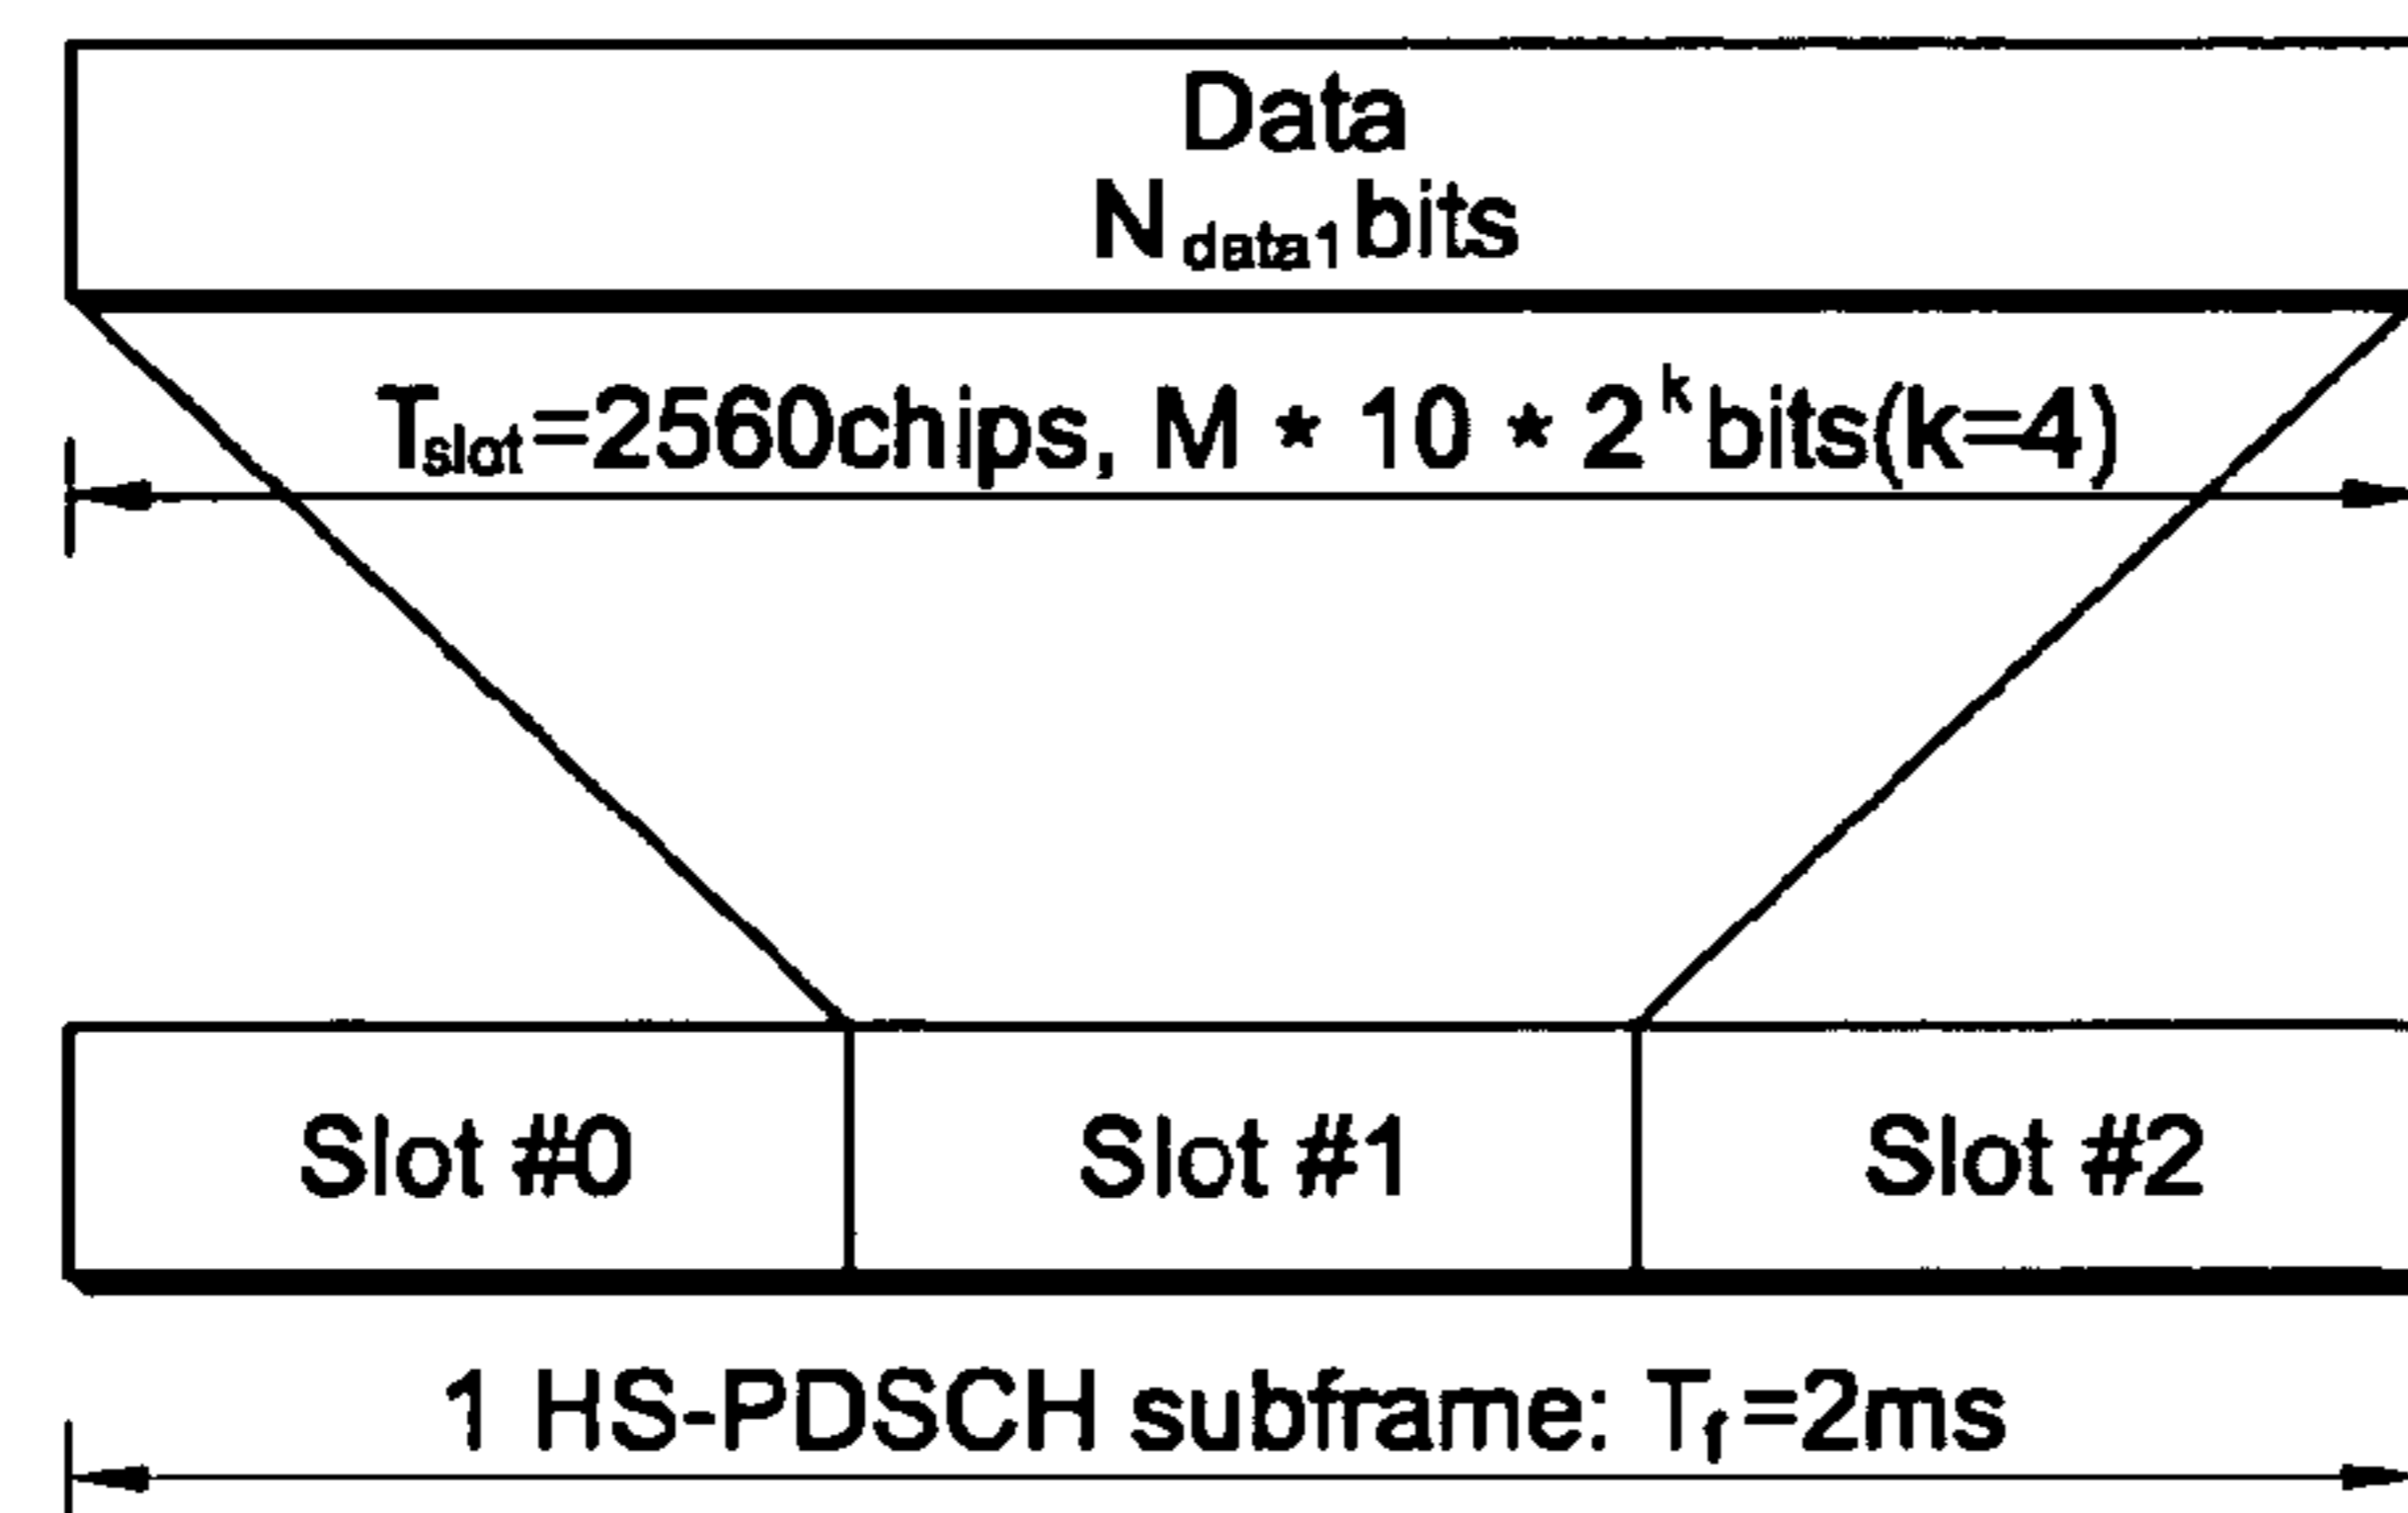 Data
N data1 bits
Tslot=2560chips, M * 10 * 2^k bits(k=4)
Slot #0 Slot #1 Slot #2
1 HS-PDSCH subframe: Tf=2ms